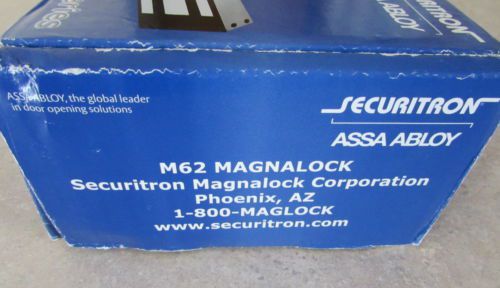 series
ASSA ABLOY, the global leader
in door opening solutions
SECURITRON
ASSA ABLOY
M62 MAGNALOCK
Securitron Magnalock Corporation
Phoenix, AZ
1-800-MAGLOCK
www.securitron.com